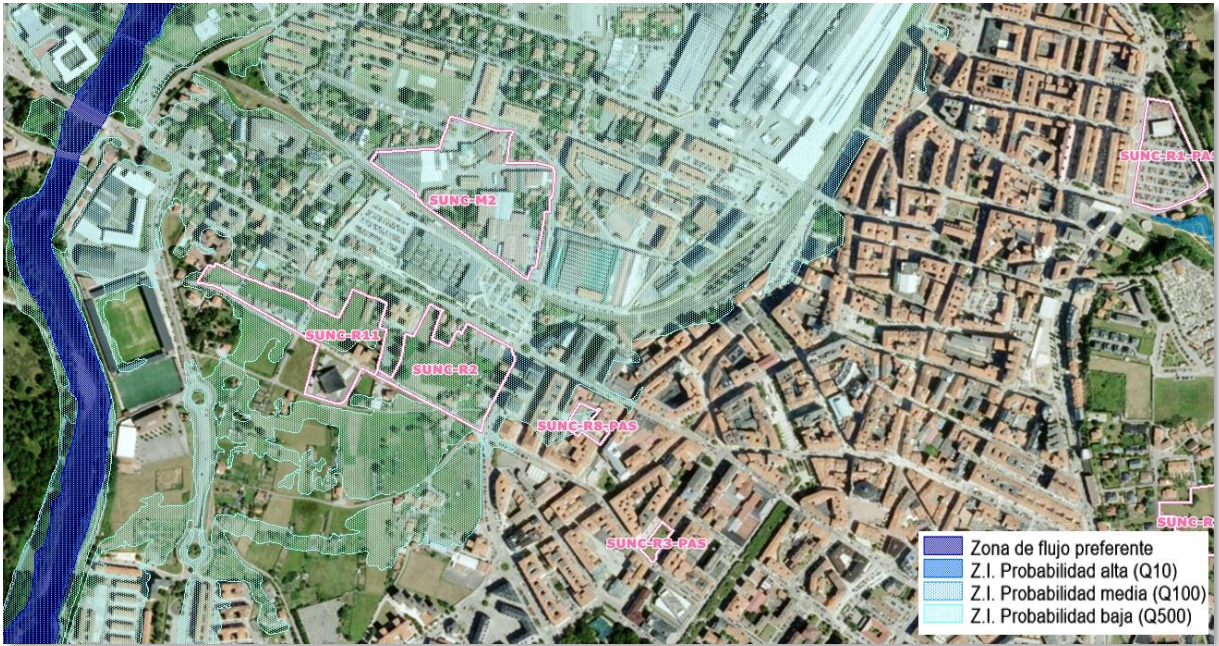 SUNC-R1-PAS
SUNC-M2
SUNC-R11
SUNC-R2
SUNC-R8-PAS
SUNC-R3-PAS
SUNC-R
Zona de flujo preferente
Z.I. Probabilidad alta (Q10)
Z.I. Probabilidad media (Q100)
Z.I. Probabilidad baja (Q500)